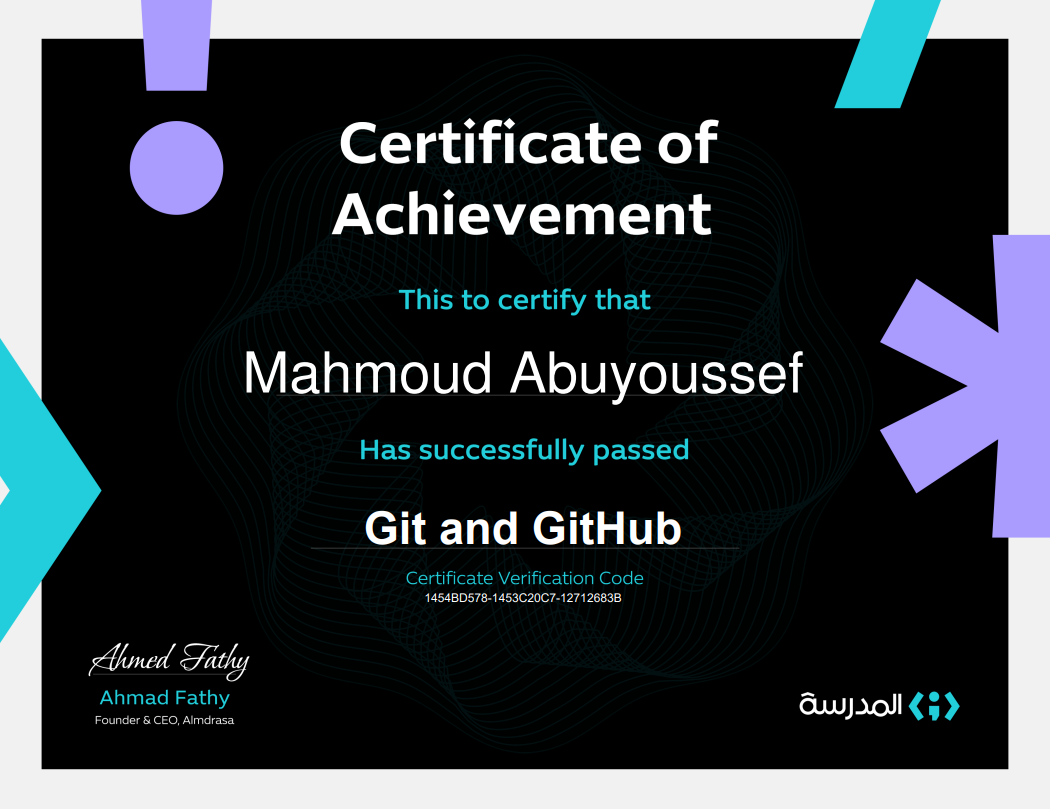 Certificate of
Achievement
This to certify that
Mahmoud Abuyoussef
Has successfully passed
Git and GitHub
Certificate Verification Code
1454BD578-1453C20C7-12712683B
Ahmed Fathy
Ahmad Fathy
Founder & CEO, Almdrasa
المدرسة